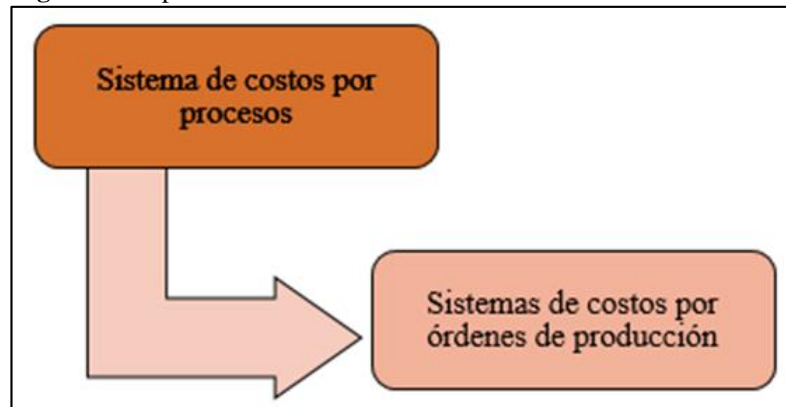 Sistema de costos por
procesos
Sistemas de costos por
órdenes de producción